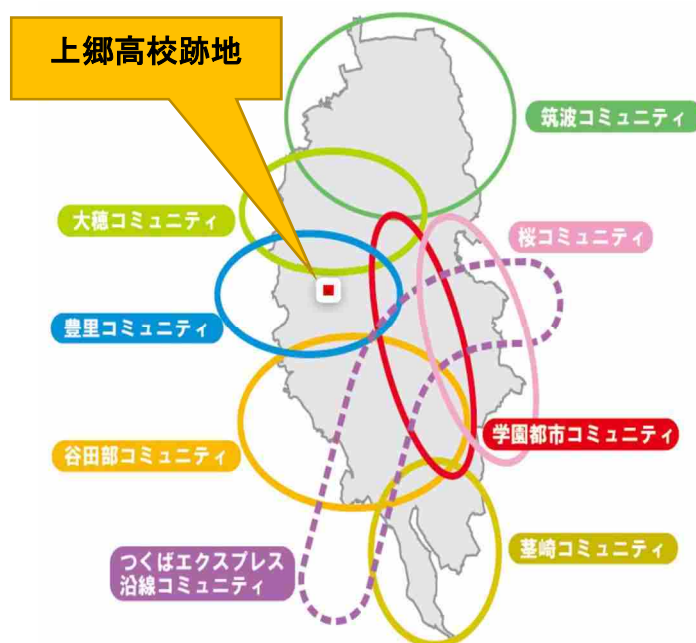 上郷高校跡地
筑波コミュニティ
大穂コミュニティ
桜コミュニティ
豊里コミュニティ
学園都市コミュニティ
谷田部コミュニティ
つくばエクスプレス
沿線コミュニティ
茎崎コミュニティ